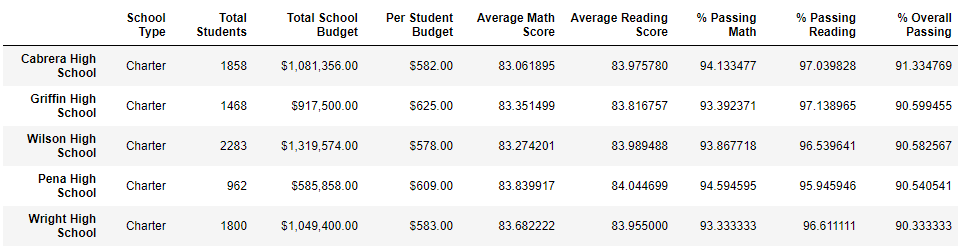 School Type Total Students Total School Budget Per Student Budget Average Math Score Average Reading Score % Passing Math % Passing Reading % Overall Passing
Cabrera High School Charter 1858 $1,081,356.00 $582.00 83.061895 83.975780 94.133477 97.039828 91.334769
Griffin High School Charter 1468 $917,500.00 $625.00 83.351499 83.816757 93.392371 97.138965 90.599455
Wilson High School Charter 2283 $1,319,574.00 $578.00 83.274201 83.989488 93.867718 96.539641 90.582567
Pena High School Charter 962 $585,858.00 $609.00 83.839917 84.044699 94.594595 95.945946 90.540541
Wright High School Charter 1800 $1,049,400.00 $583.00 83.682222 83.955000 93.333333 96.611111 90.333333